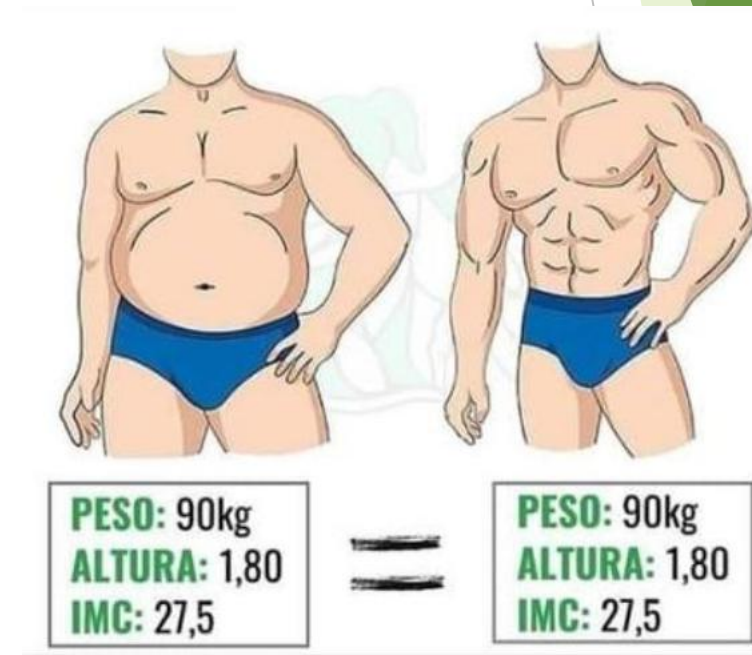 PESO: 90kg
ALTURA: 1,80
IMC: 27,5
=
PESO: 90kg
ALTURA: 1,80
IMC: 27,5